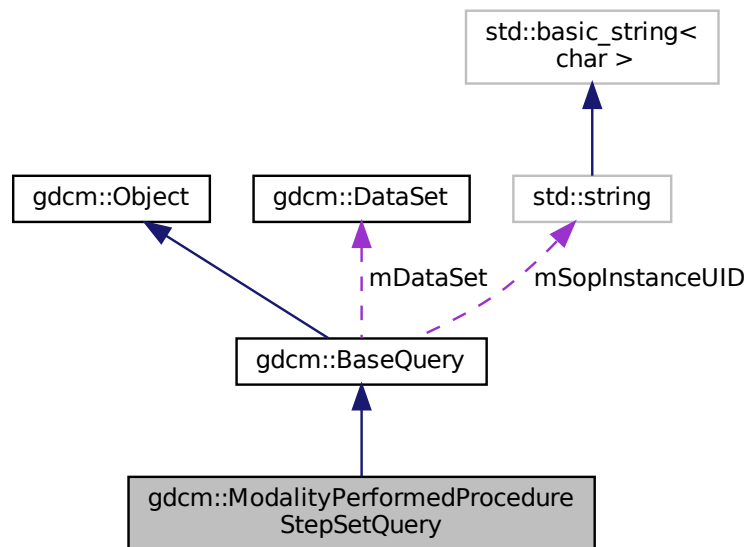 std::basic_string<
char >
gdcm::Object
gdcm::DataSet
std::string
mDataSet
mSopInstanceUID
gdcm::BaseQuery
gdcm::ModalityPerformedProcedure
StepSetQuery